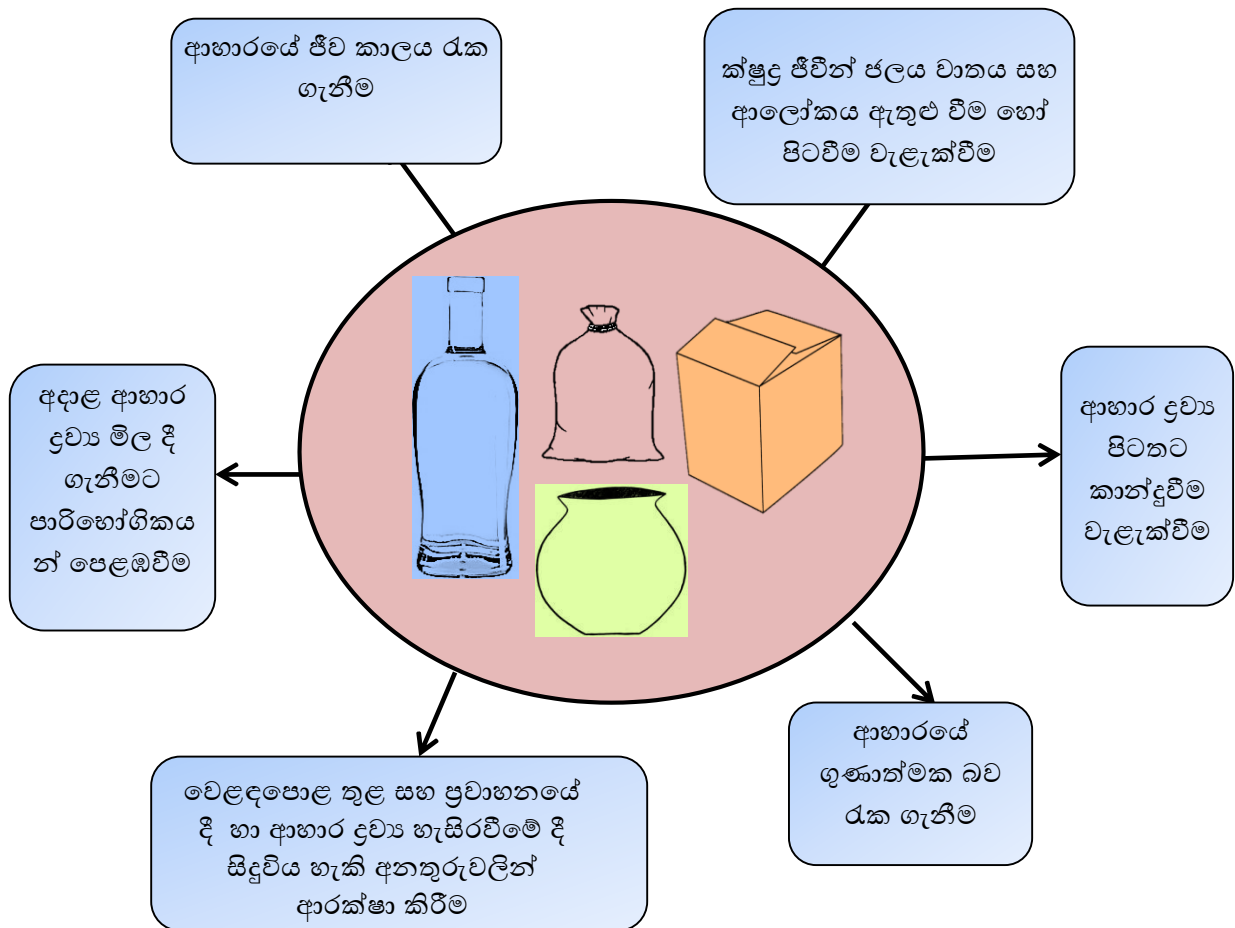 ආහාරයේ ජීව කාලය රැක
ගැනීම
ක්ෂුද්‍ර ජීවීන් ජලය වාතය සහ
ආලෝකය ඇතුළු වීම හෝ
පිටවීම වැළැක්වීම
අදාළ ආහාර
ද්‍රව්‍ය මිල දී
ගැනීමට
පාරිභෝගිකය
න් පෙළඹවීම
ආහාර ද්‍රව්‍ය
පිටතට
කාන්දුවීම
වැළැක්වීම
වෙළඳපොළ තුළ සහ ප්‍රවාහනයේ
දී හා ආහාර ද්‍රව්‍ය හැසිරවීමේ දී
සිදුවිය හැකි අනතුරුවලින්
ආරක්ෂා කිරීම
ආහාරයේ
ගුණාත්මක බව
රැක ගැනීම